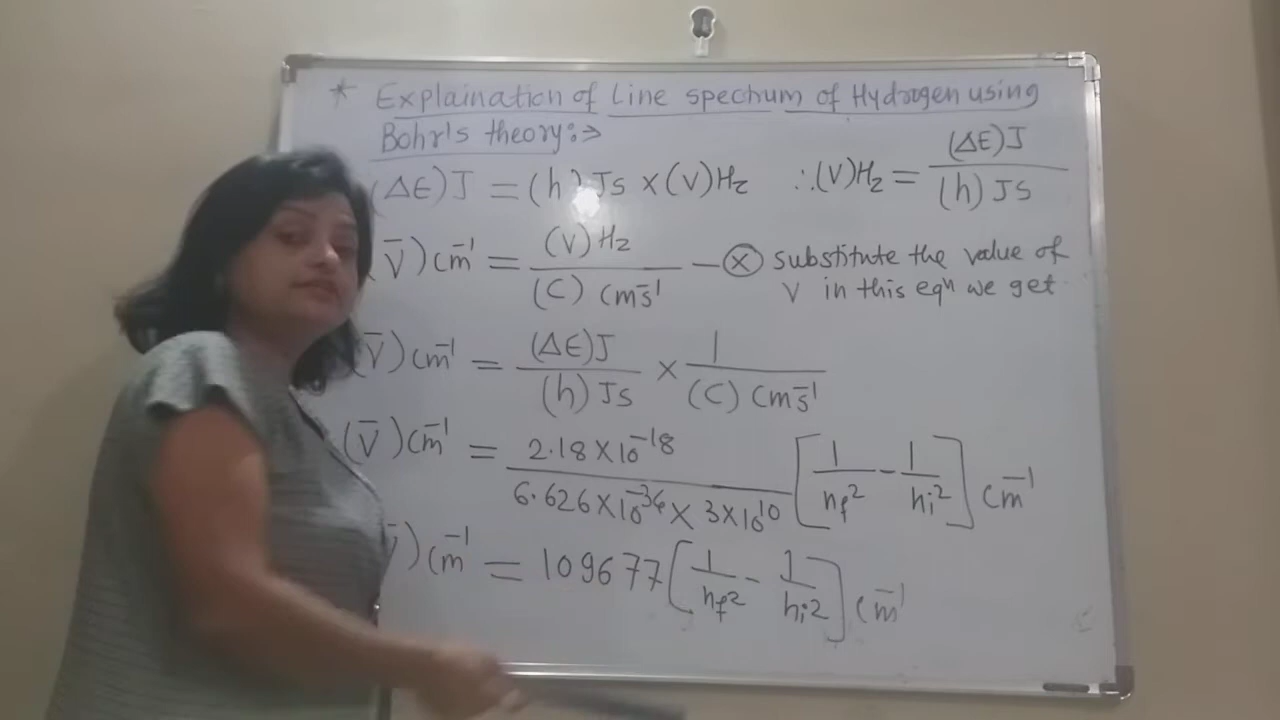 * Explaination of Line spectrum of Hydrogen using
Bohr's theory:→
(ΔE)J = (h) Js × (ν)Hz ∴(ν)Hz = (ΔE)J / (h) Js
ν̄) cm⁻¹ = (ν) Hz / (C) cms⁻¹ — ⊗ substitute the value of
ν in this eqⁿ we get
ν̄) cm⁻¹ = (ΔE)J / (h) Js × 1 / (C) cms⁻¹
(ν̄) cm⁻¹ = 2.18×10⁻¹⁸ / 6.626×10⁻³⁴ × 3×10¹⁰ [1/nf² - 1/ni²] cm⁻¹
) cm⁻¹ = 109677 [1/nf² - 1/ni²] cm⁻¹